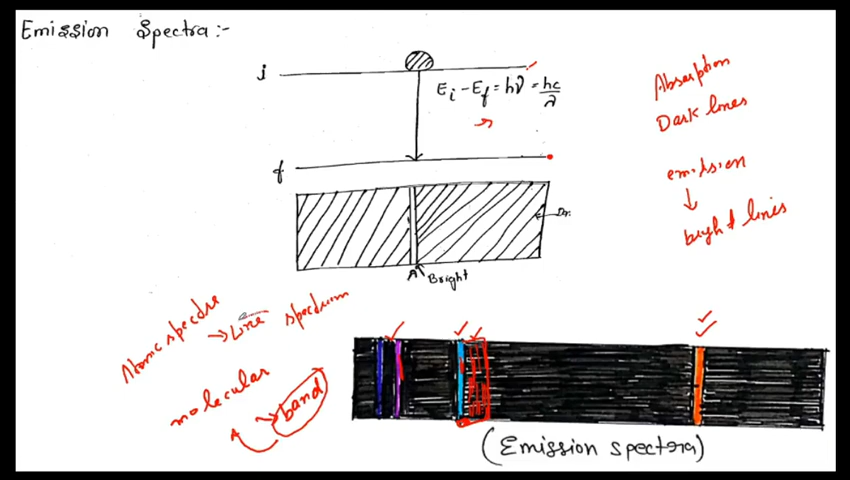 Emission Spectra:-
i
Ei - Ef = hν = hc/λ
f
A
Bright
Absorption
Dark lines
emission
↓
bright lines
Atomic spectre
→ Line spectrum
molecular
→ band
(Emission spectra)